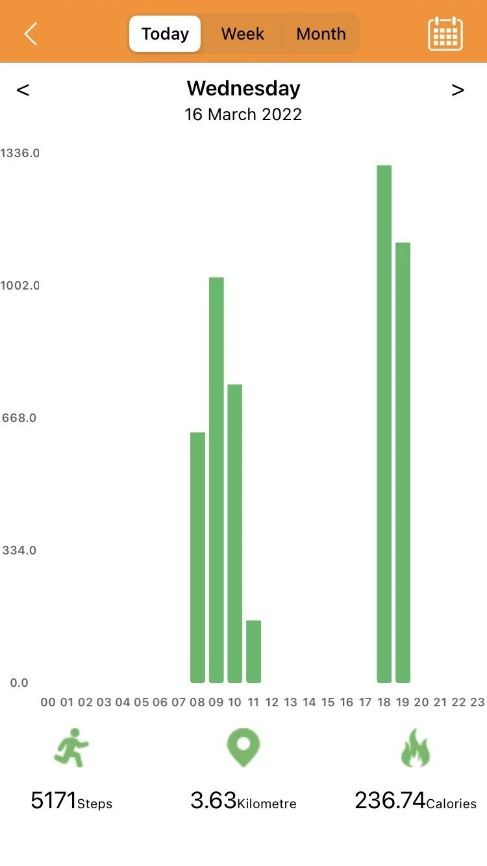 Today Week Month
< Wednesday >
16 March 2022
1336.0
1002.0
668.0
334.0
0.0
00 01 02 03 04 05 06 07 08 09 10 11 12 13 14 15 16 17 18 19 20 21 22 23
5171Steps 3.63Kilometre 236.74Calories